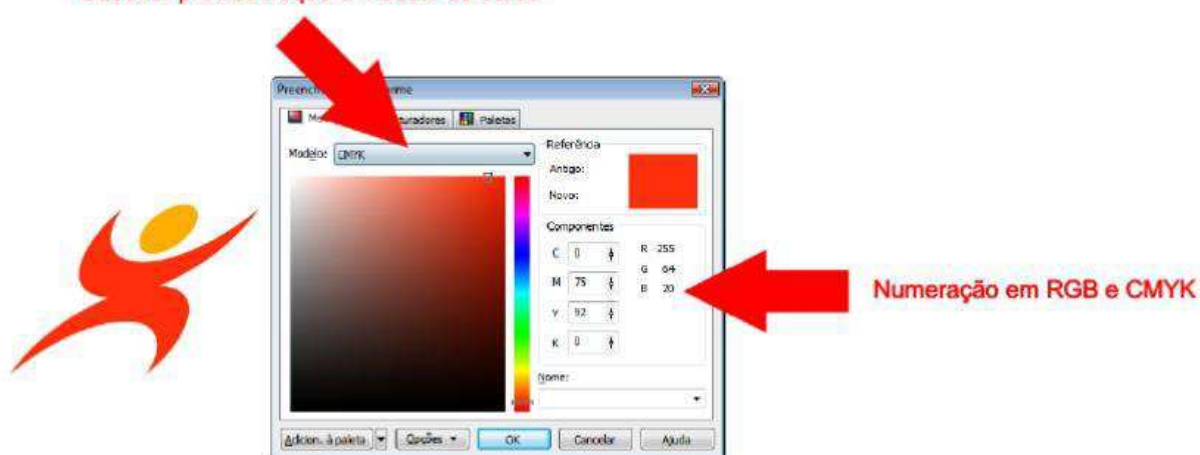 Preench
Referência
Paletas
Modelo: CMYK
Antigo:
Novo:
Componentes
C 0 R 255
G 64
M 75 B 20
Y 92
K 0
Numeração em RGB e CMYK
Nome:
Adicion. à paleta Opções OK Cancelar Ajuda